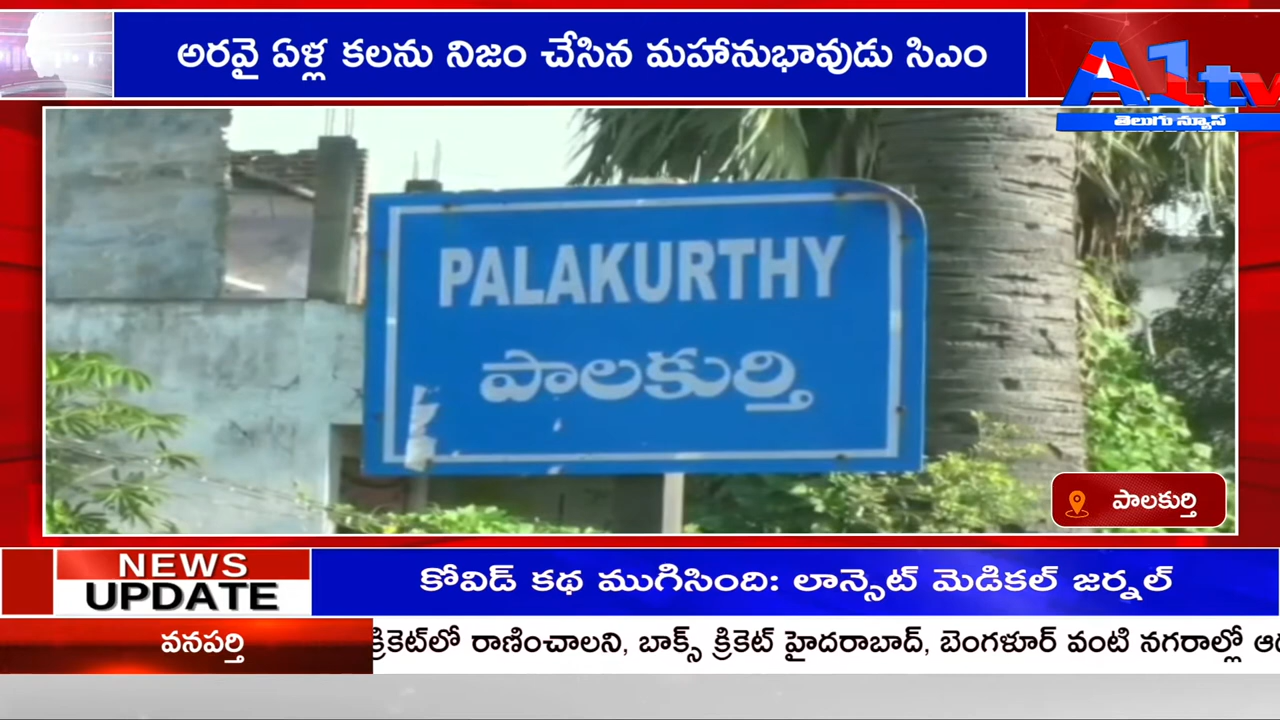 అరవై ఏళ్ల కలను నిజం చేసిన మహానుభావుడు సిఎం
A1tv
తెలుగు న్యూస్
PALAKURTHY
పాలకుర్తి
పాలకుర్తి
NEWS
UPDATE
కోవిడ్ కథ ముగిసింది: లాన్సెట్ మెడికల్ జర్నల్
వనపర్తి
క్రికెట్‌లో రాణించాలని, బాక్స్ క్రికెట్ హైదరాబాద్, బెంగళూర్ వంటి నగరాల్లో